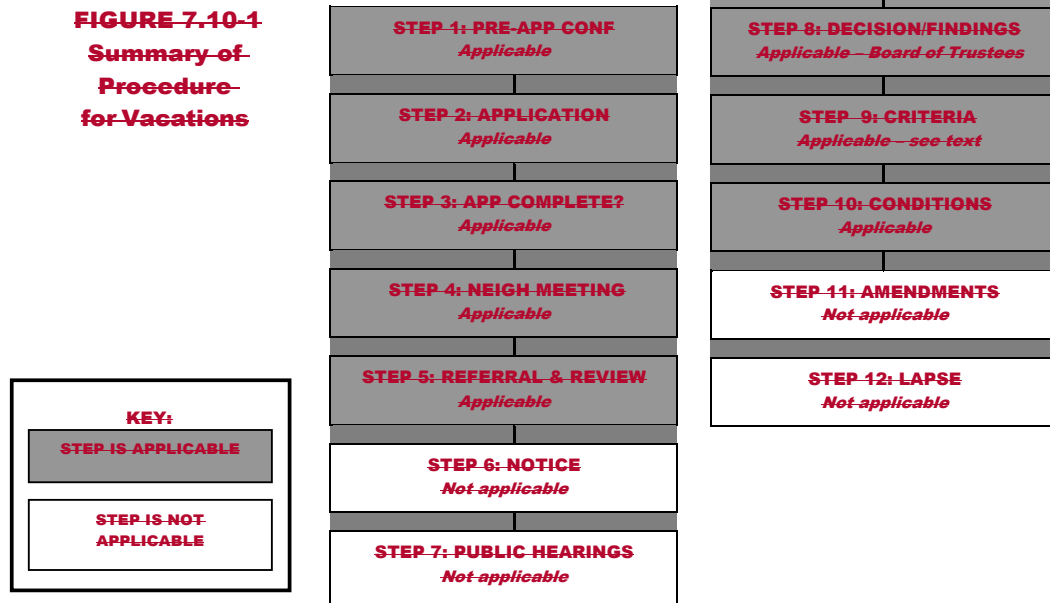 FIGURE 7.10-1
Summary of
Procedure
for Vacations
KEY:
STEP IS APPLICABLE
STEP IS NOT
APPLICABLE
STEP 1: PRE-APP CONF
Applicable
STEP 2: APPLICATION
Applicable
STEP 3: APP COMPLETE?
Applicable
STEP 4: NEIGH MEETING
Applicable
STEP 5: REFERRAL & REVIEW
Applicable
STEP 6: NOTICE
Not applicable
STEP 7: PUBLIC HEARINGS
Not applicable
STEP 8: DECISION/FINDINGS
Applicable – Board of Trustees
STEP 9: CRITERIA
Applicable – see text
STEP 10: CONDITIONS
Applicable
STEP 11: AMENDMENTS
Not applicable
STEP 12: LAPSE
Not applicable